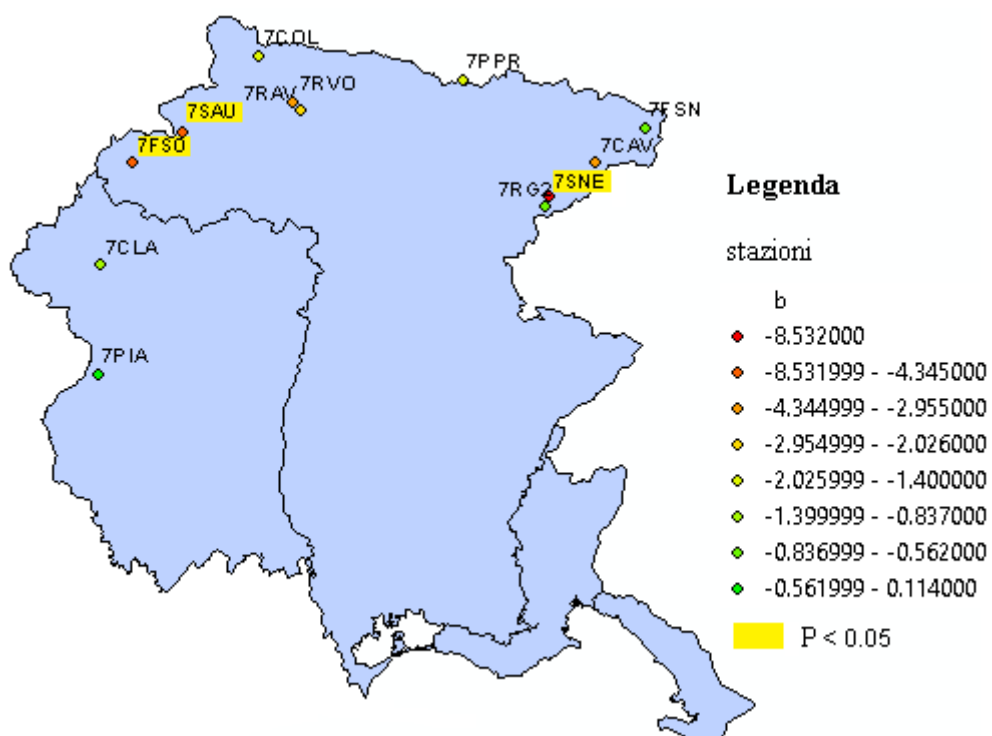 7COL
7PPR
7RAV
7RVO
7SAU
7FSN
7FSO
7CAV
7RG2
7SNE
7CLA
7PIA
Legenda
stazioni
b
-8.532000
-8.531999 - -4.345000
-4.344999 - -2.955000
-2.954999 - -2.026000
-2.025999 - -1.400000
-1.399999 - -0.837000
-0.836999 - -0.562000
-0.561999 - 0.114000
P < 0.05